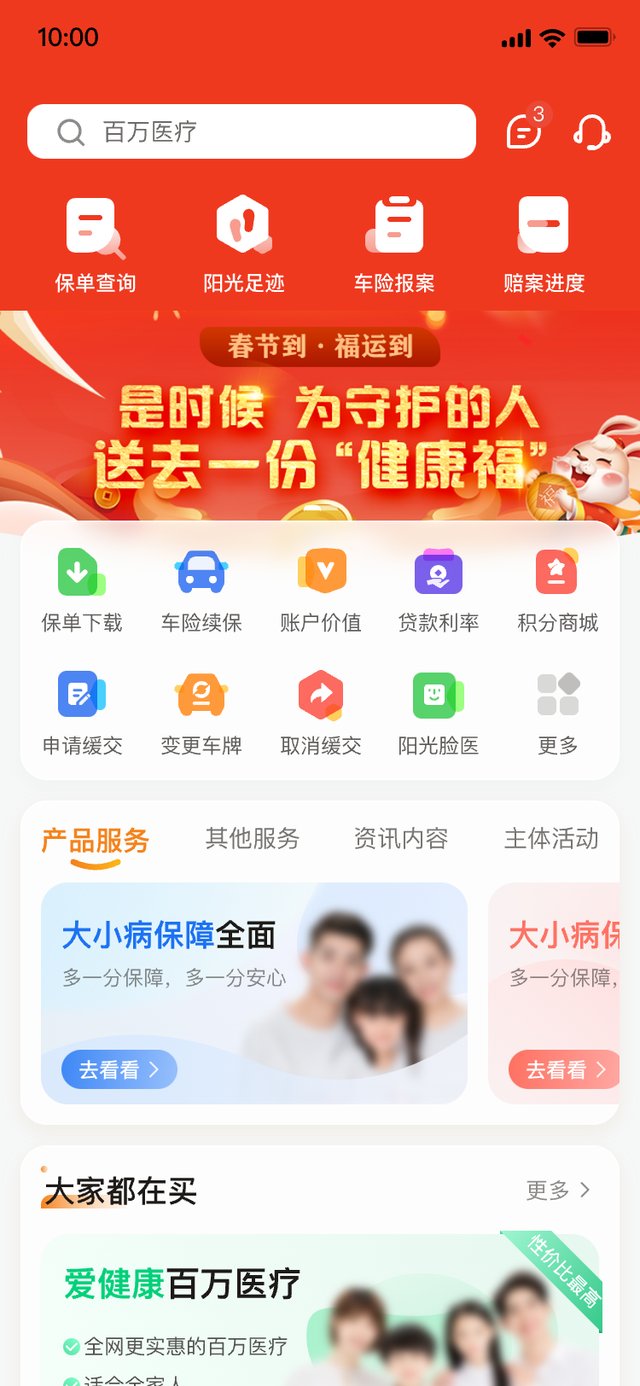 10:00
百万医疗
3
保单查询 阳光足迹 车险报案 赔案进度
春节到·福运到
是时候 为守护的人
送去一份“健康福”
保单下载 车险续保 账户价值 贷款利率 积分商城
申请缓交 变更车牌 取消缓交 阳光脸医 更多
产品服务 其他服务 资讯内容 主体活动
大小病保障全面
多一分保障，多一分安心
去看看
大小病保
多一分保障，
去看看
大家都在买 更多
性价比最高
爱健康百万医疗
全网更实惠的百万医疗
适合全家人